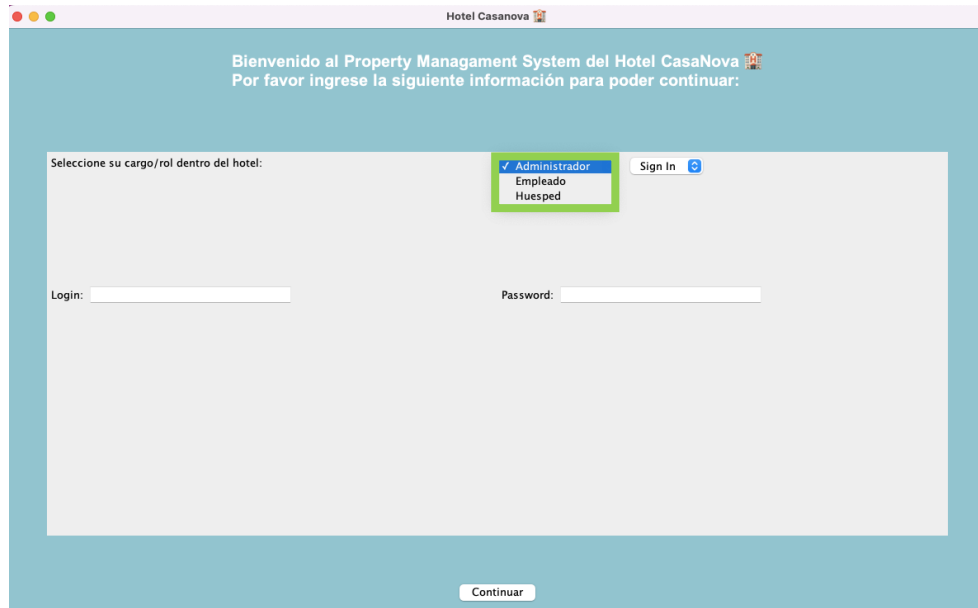 Hotel Casanova 🏨
Bienvenido al Property Managament System del Hotel CasaNova 🏨
Por favor ingrese la siguiente información para poder continuar:
Seleccione su cargo/rol dentro del hotel:
✓ Administrador
Sign In
Empleado
Huesped
Login:
Password:
Continuar